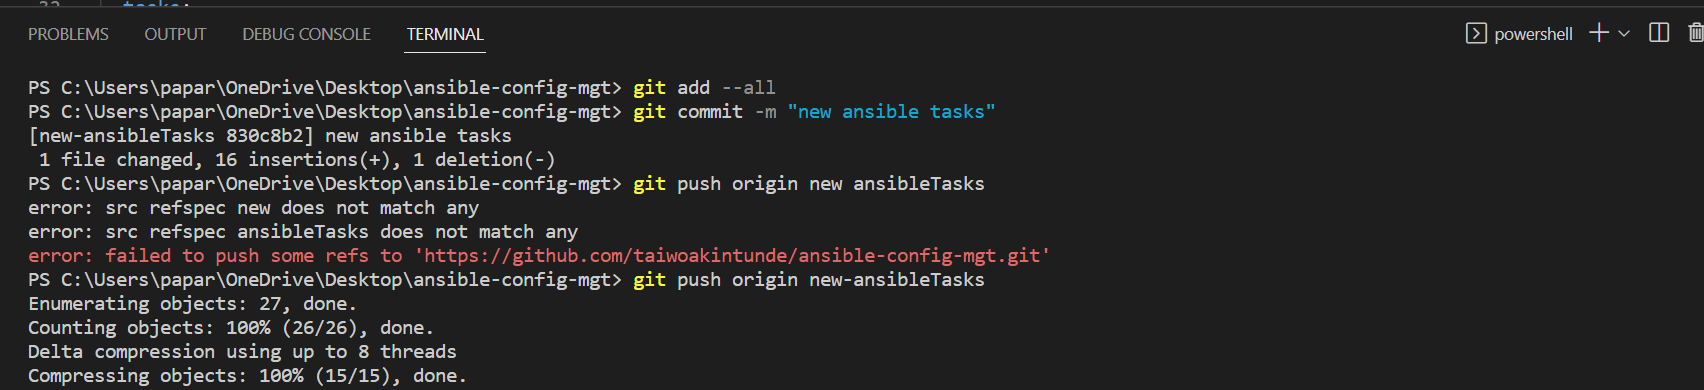 32 tasks:
PROBLEMS OUTPUT DEBUG CONSOLE TERMINAL powershell
PS C:\Users\papar\OneDrive\Desktop\ansible-config-mgt> git add --all
PS C:\Users\papar\OneDrive\Desktop\ansible-config-mgt> git commit -m "new ansible tasks"
[new-ansibleTasks 830c8b2] new ansible tasks
 1 file changed, 16 insertions(+), 1 deletion(-)
PS C:\Users\papar\OneDrive\Desktop\ansible-config-mgt> git push origin new ansibleTasks
error: src refspec new does not match any
error: src refspec ansibleTasks does not match any
error: failed to push some refs to 'https://github.com/taiwoakintunde/ansible-config-mgt.git'
PS C:\Users\papar\OneDrive\Desktop\ansible-config-mgt> git push origin new-ansibleTasks
Enumerating objects: 27, done.
Counting objects: 100% (26/26), done.
Delta compression using up to 8 threads
Compressing objects: 100% (15/15), done.